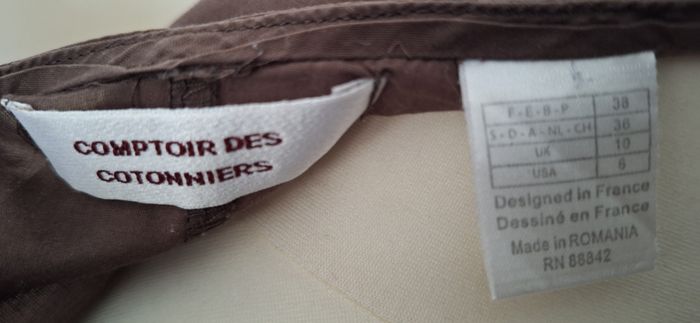 COMPTOIR DES
COTONNIERS
F-E-B-P 38
S-D-A-NL-CH 36
UK 10
USA 6
Designed in France
Dessiné en France
Made in ROMANIA
RN 88842